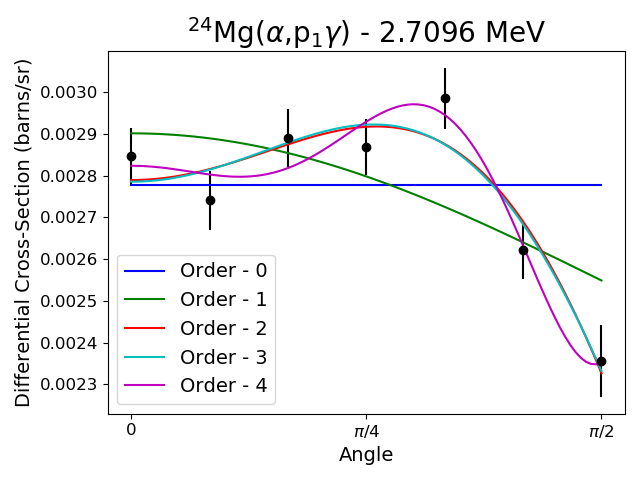 ²⁴Mg(α,p₁γ) - 2.7096 MeV
Differential Cross-Section (barns/sr)
0.0030
0.0029
0.0028
0.0027
0.0026
0.0025
0.0024
0.0023
Order - 0
Order - 1
Order - 2
Order - 3
Order - 4
0 π/4 π/2
Angle